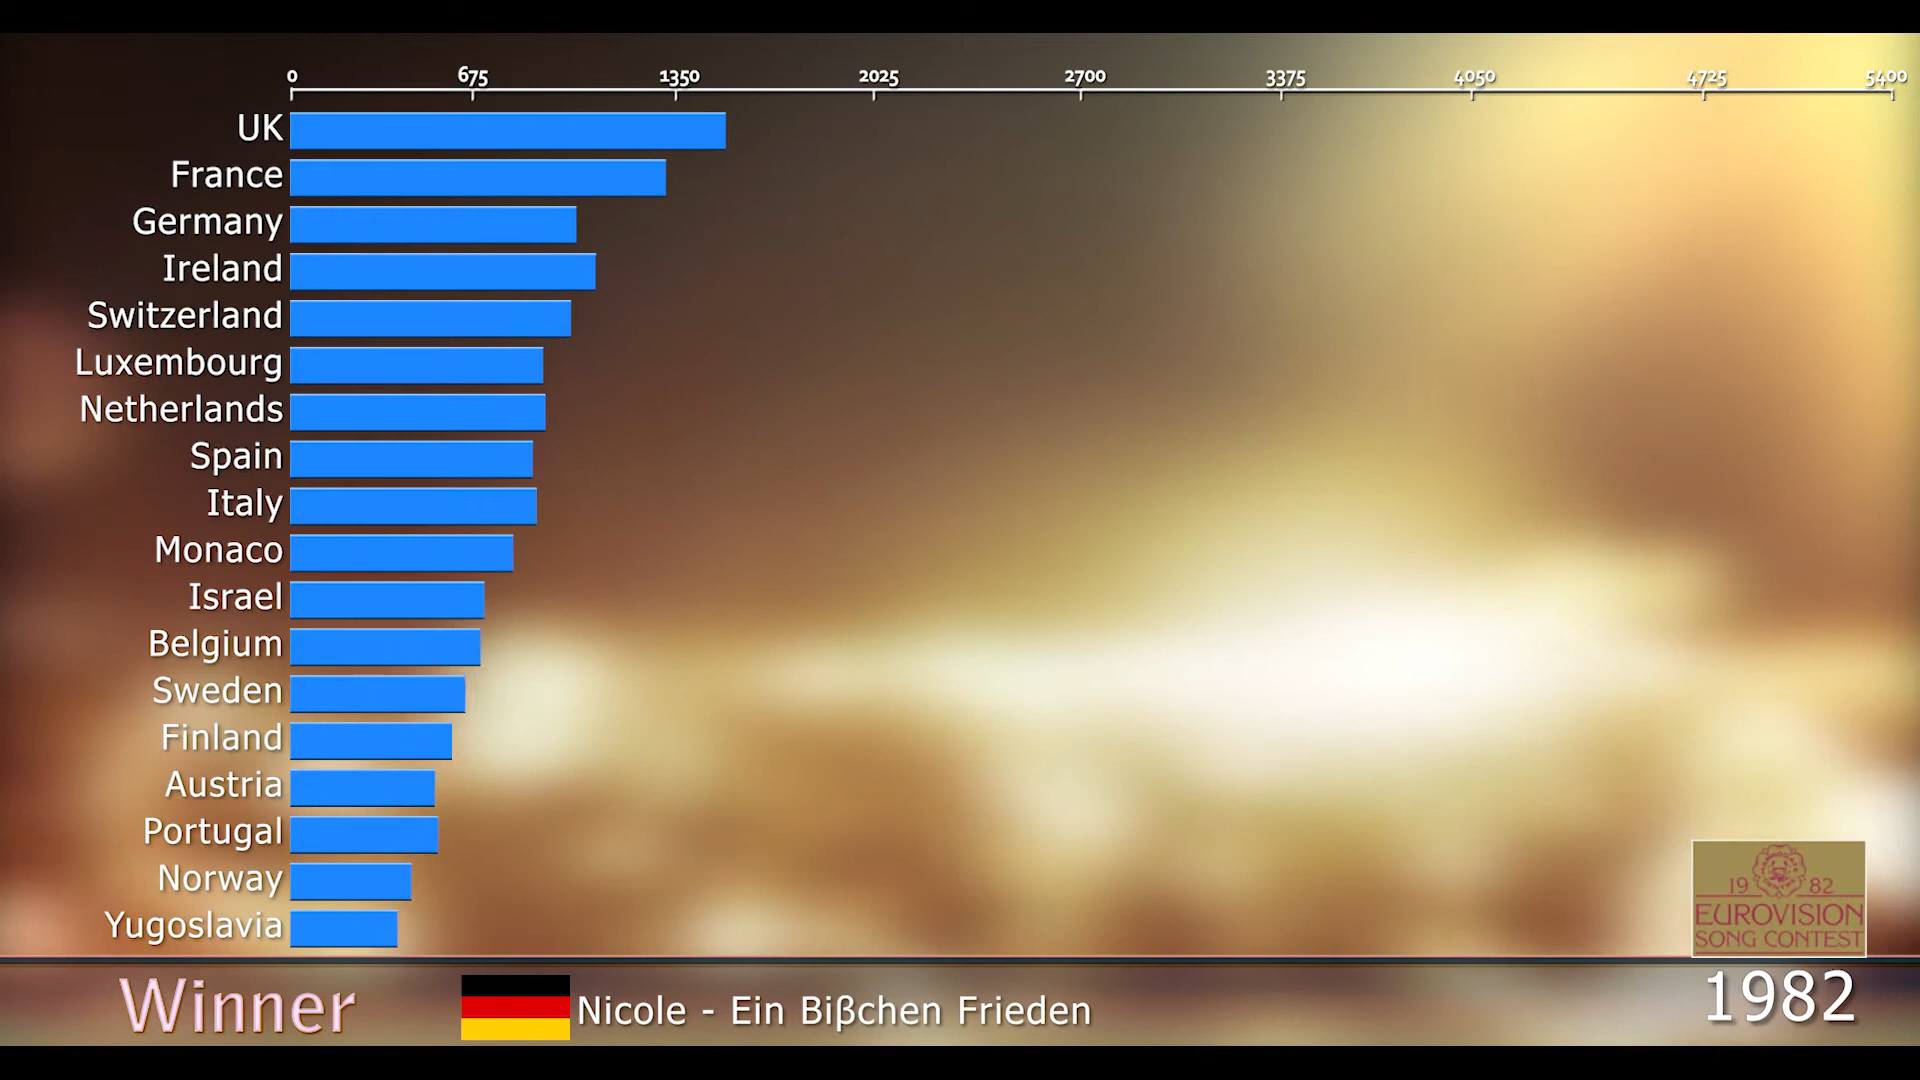 0 675 1350 2025 2700 3375 4050 4725 5400
UK
France
Germany
Ireland
Switzerland
Luxembourg
Netherlands
Spain
Italy
Monaco
Israel
Belgium
Sweden
Finland
Austria
Portugal
Norway
Yugoslavia
19 82
EUROVISION
SONG CONTEST
Winner Nicole - Ein Biβchen Frieden 1982